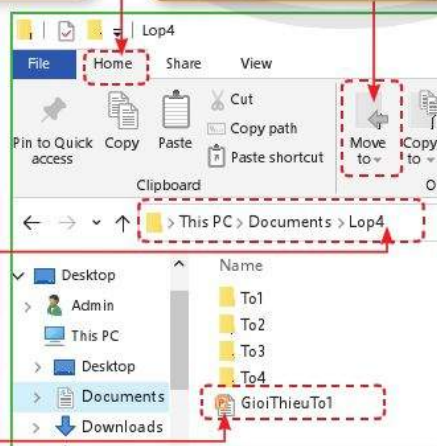 Lop4
File Home Share View
Pin to Quick access
Copy
Paste
Cut
Copy path
Paste shortcut
Move to
Copy to
Clipboard
O
This PC > Documents > Lop4
Desktop
Admin
This PC
Desktop
Documents
Downloads
Name
To1
To2
To3
To4
GioiThieuTo1